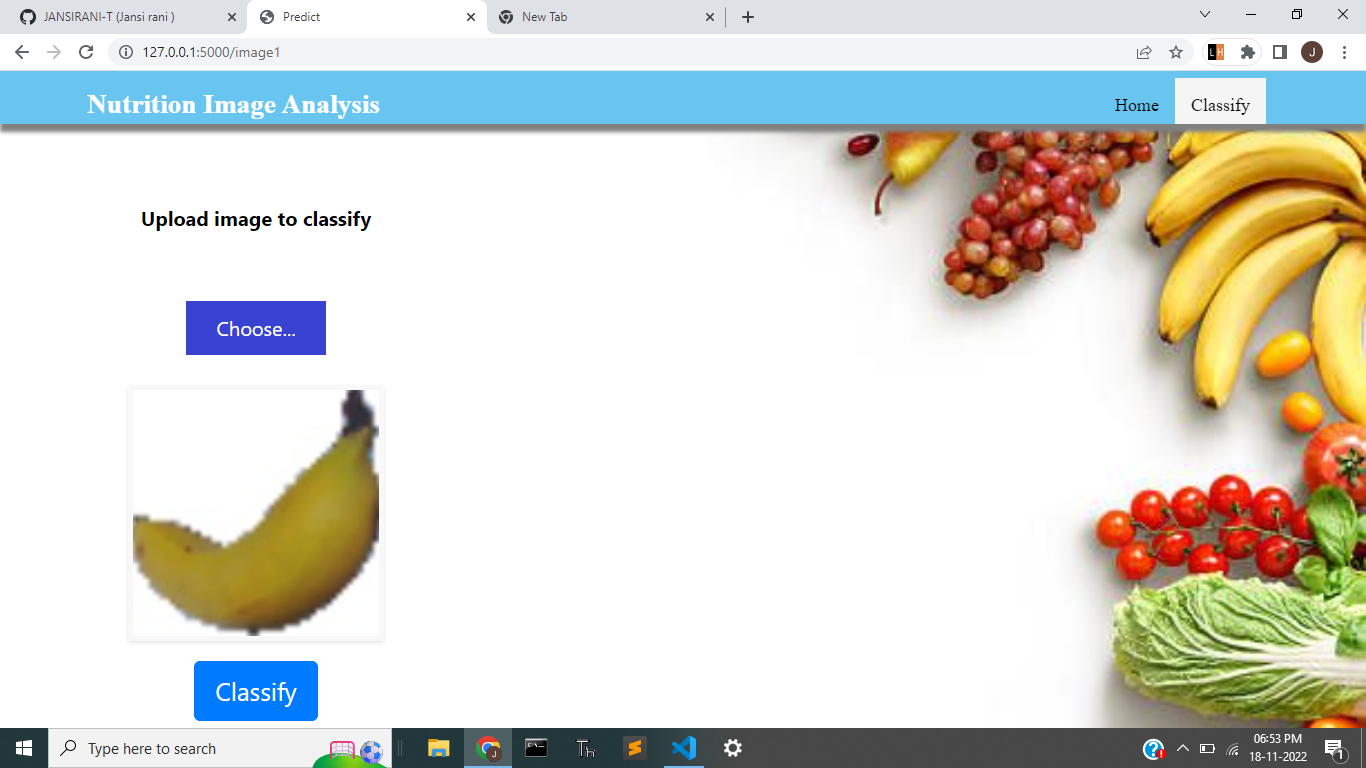 JANSIRANI-T (Jansi rani )
Predict
New Tab
127.0.0.1:5000/image1
L H
J
Nutrition Image Analysis
Home
Classify
Upload image to classify
Choose...
Classify
Type here to search
J
Th
S
06:53 PM
18-11-2022
1